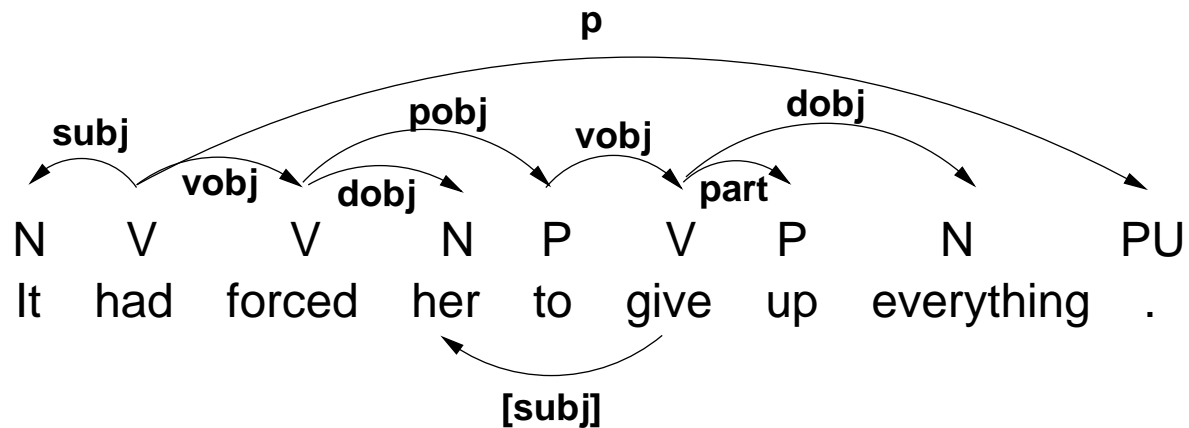 p
subj pobj vobj dobj
vobj dobj part
N V V N P V P N PU
It had forced her to give up everything .
[subj]